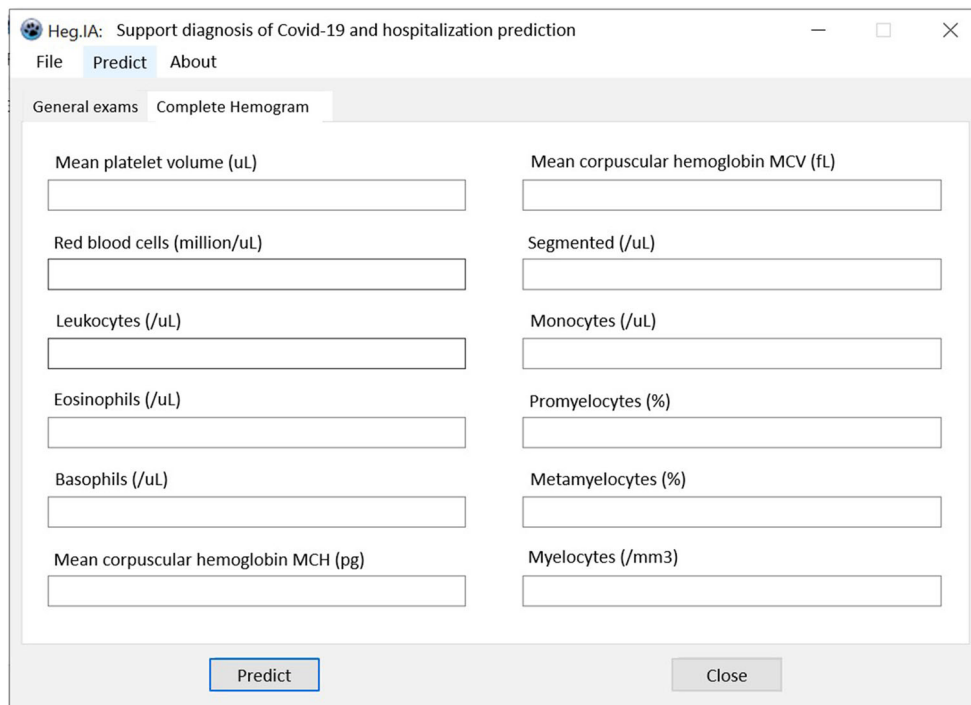 Heg.IA: Support diagnosis of Covid-19 and hospitalization prediction
File Predict About
General exams Complete Hemogram
Mean platelet volume (uL)
Mean corpuscular hemoglobin MCV (fL)
Red blood cells (million/uL)
Segmented (/uL)
Leukocytes (/uL)
Monocytes (/uL)
Eosinophils (/uL)
Promyelocytes (%)
Basophils (/uL)
Metamyelocytes (%)
Mean corpuscular hemoglobin MCH (pg)
Myelocytes (/mm3)
Predict
Close